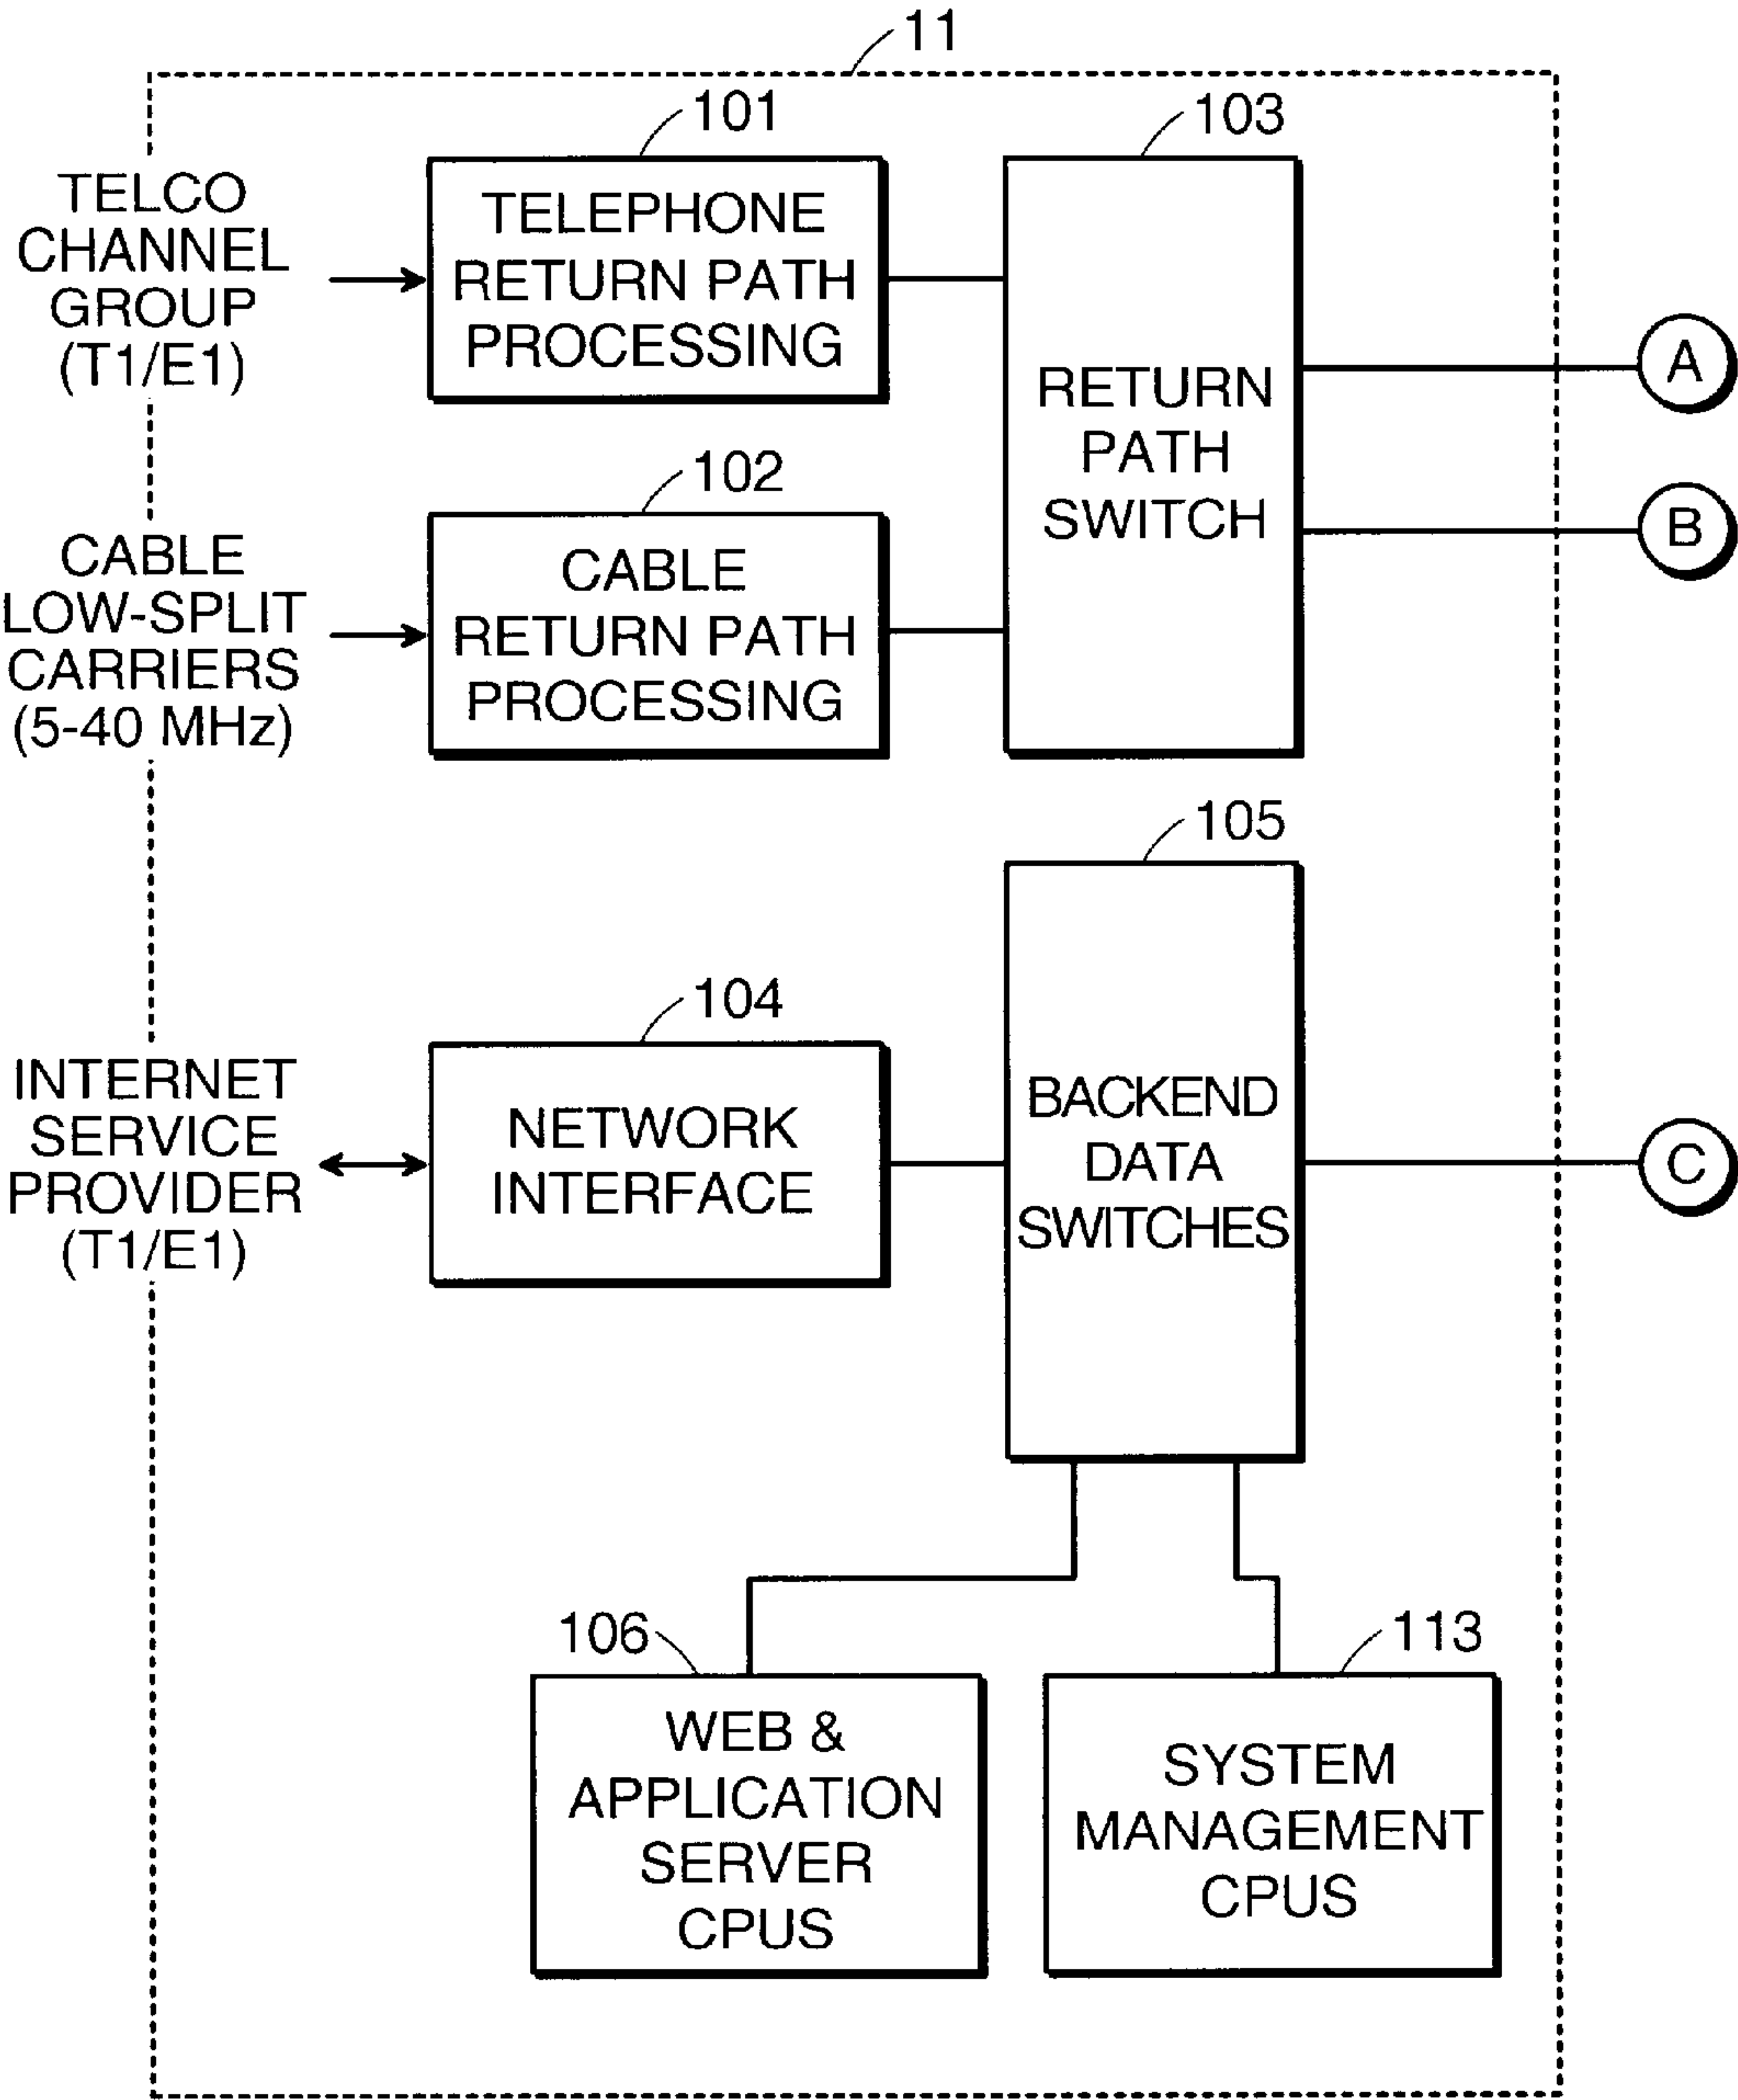 11
101
103
TELCO
CHANNEL
GROUP
(T1/E1)
TELEPHONE
RETURN PATH
PROCESSING
RETURN
PATH
SWITCH
A
B
102
CABLE
LOW-SPLIT
CARRIERS
(5-40 MHz)
CABLE
RETURN PATH
PROCESSING
105
104
INTERNET
SERVICE
PROVIDER
(T1/E1)
NETWORK
INTERFACE
BACKEND
DATA
SWITCHES
C
106
113
WEB &
APPLICATION
SERVER
CPUS
SYSTEM
MANAGEMENT
CPUS